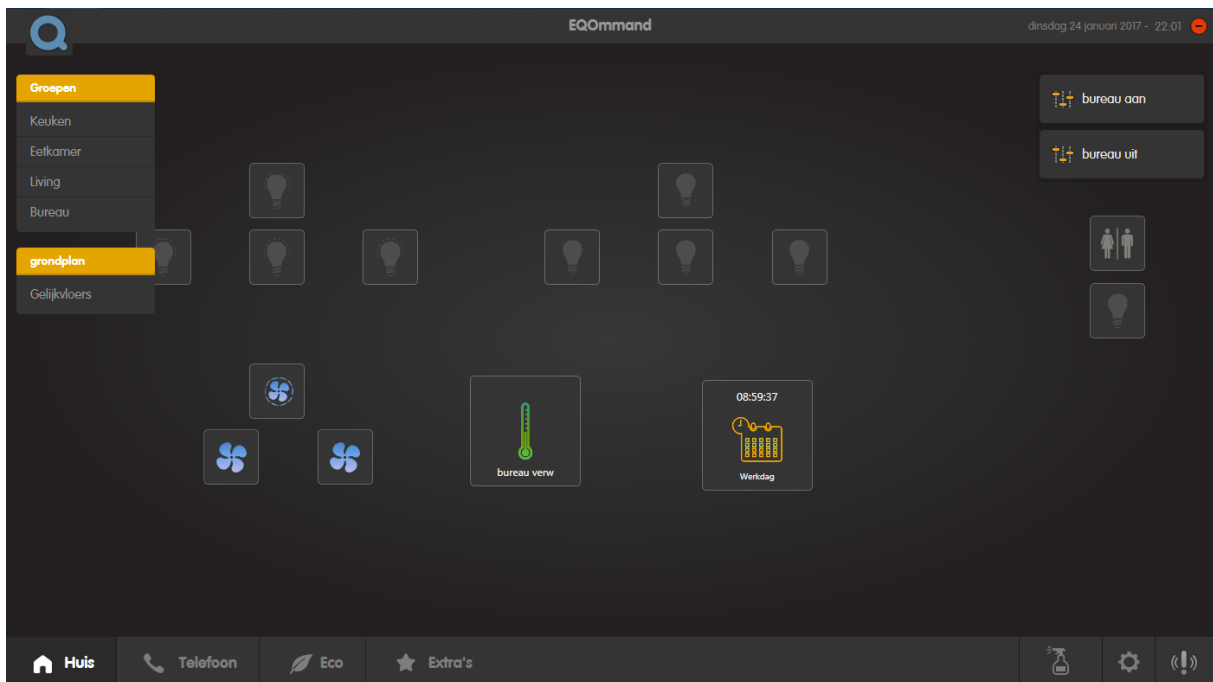 EQOmmand
dinsdag 24 januari 2017 - 22:01
Groepen
Keuken
Eetkamer
Living
Bureau
grondplan
Gelijkvloers
bureau aan
bureau uit
bureau verw
08:59:37
Werkdag
Huis
Telefoon
Eco
Extra's